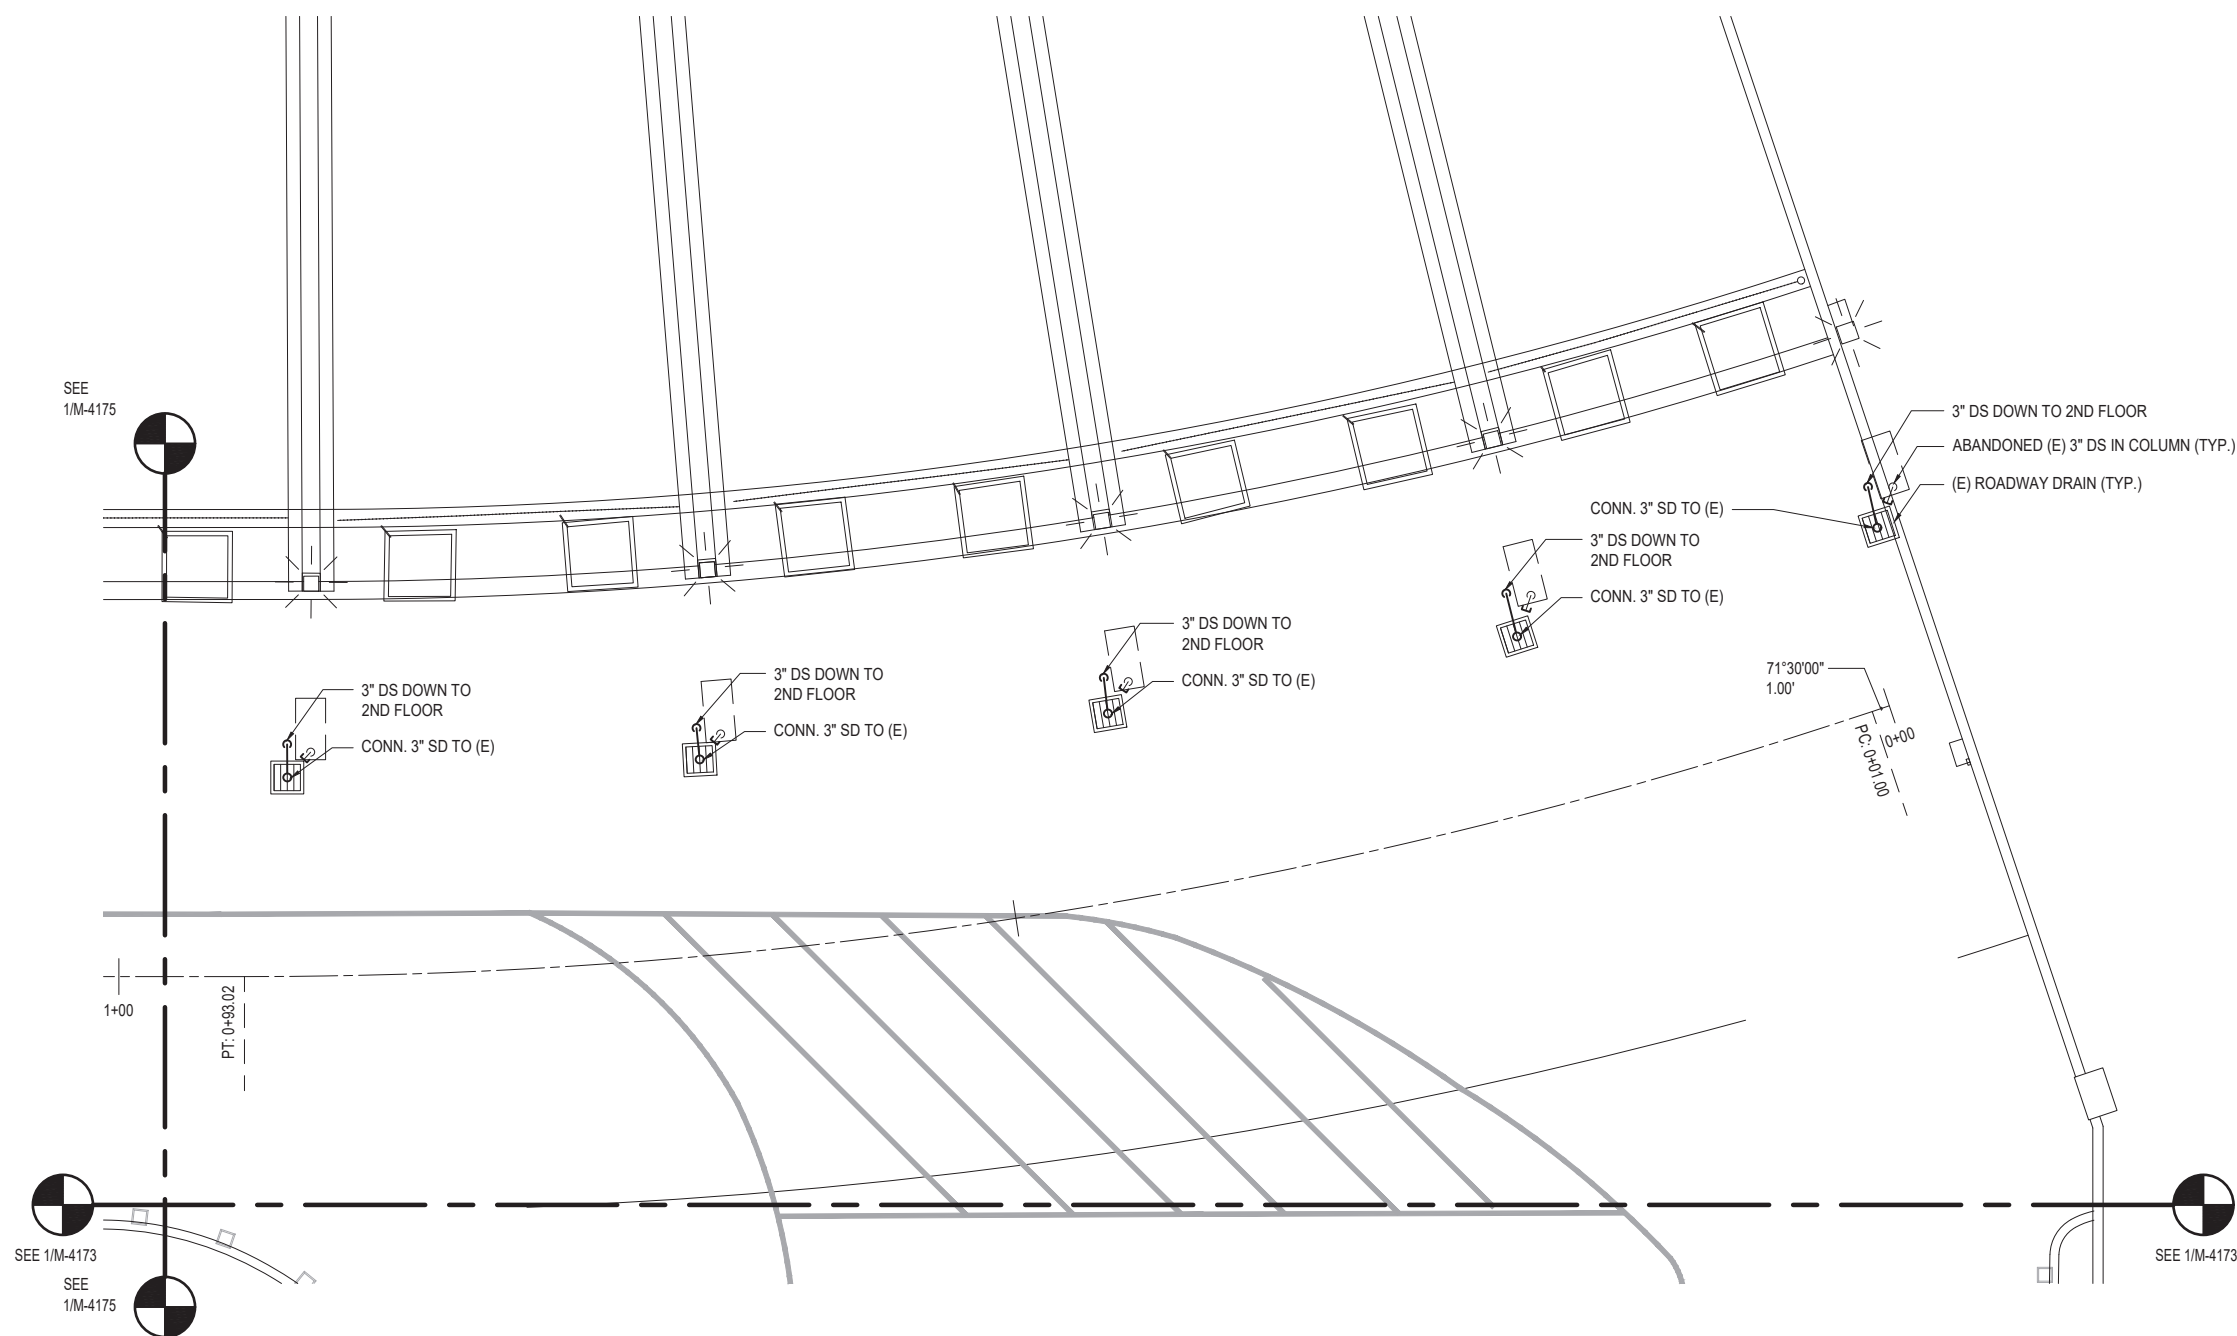 SEE
1/M-4175
3" DS DOWN TO 2ND FLOOR
ABANDONED (E) 3" DS IN COLUMN (TYP.)
(E) ROADWAY DRAIN (TYP.)
CONN. 3" SD TO (E)
3" DS DOWN TO
2ND FLOOR
CONN. 3" SD TO (E)
3" DS DOWN TO
2ND FLOOR
CONN. 3" SD TO (E)
3" DS DOWN TO
2ND FLOOR
CONN. 3" SD TO (E)
3" DS DOWN TO
2ND FLOOR
CONN. 3" SD TO (E)
E
E
E
E
E
71°30'00"
1.00'
0+00
PC: 0+01.00
1+00
PT: 0+93.02
SEE 1/M-4173
SEE
1/M-4175
SEE 1/M-4173